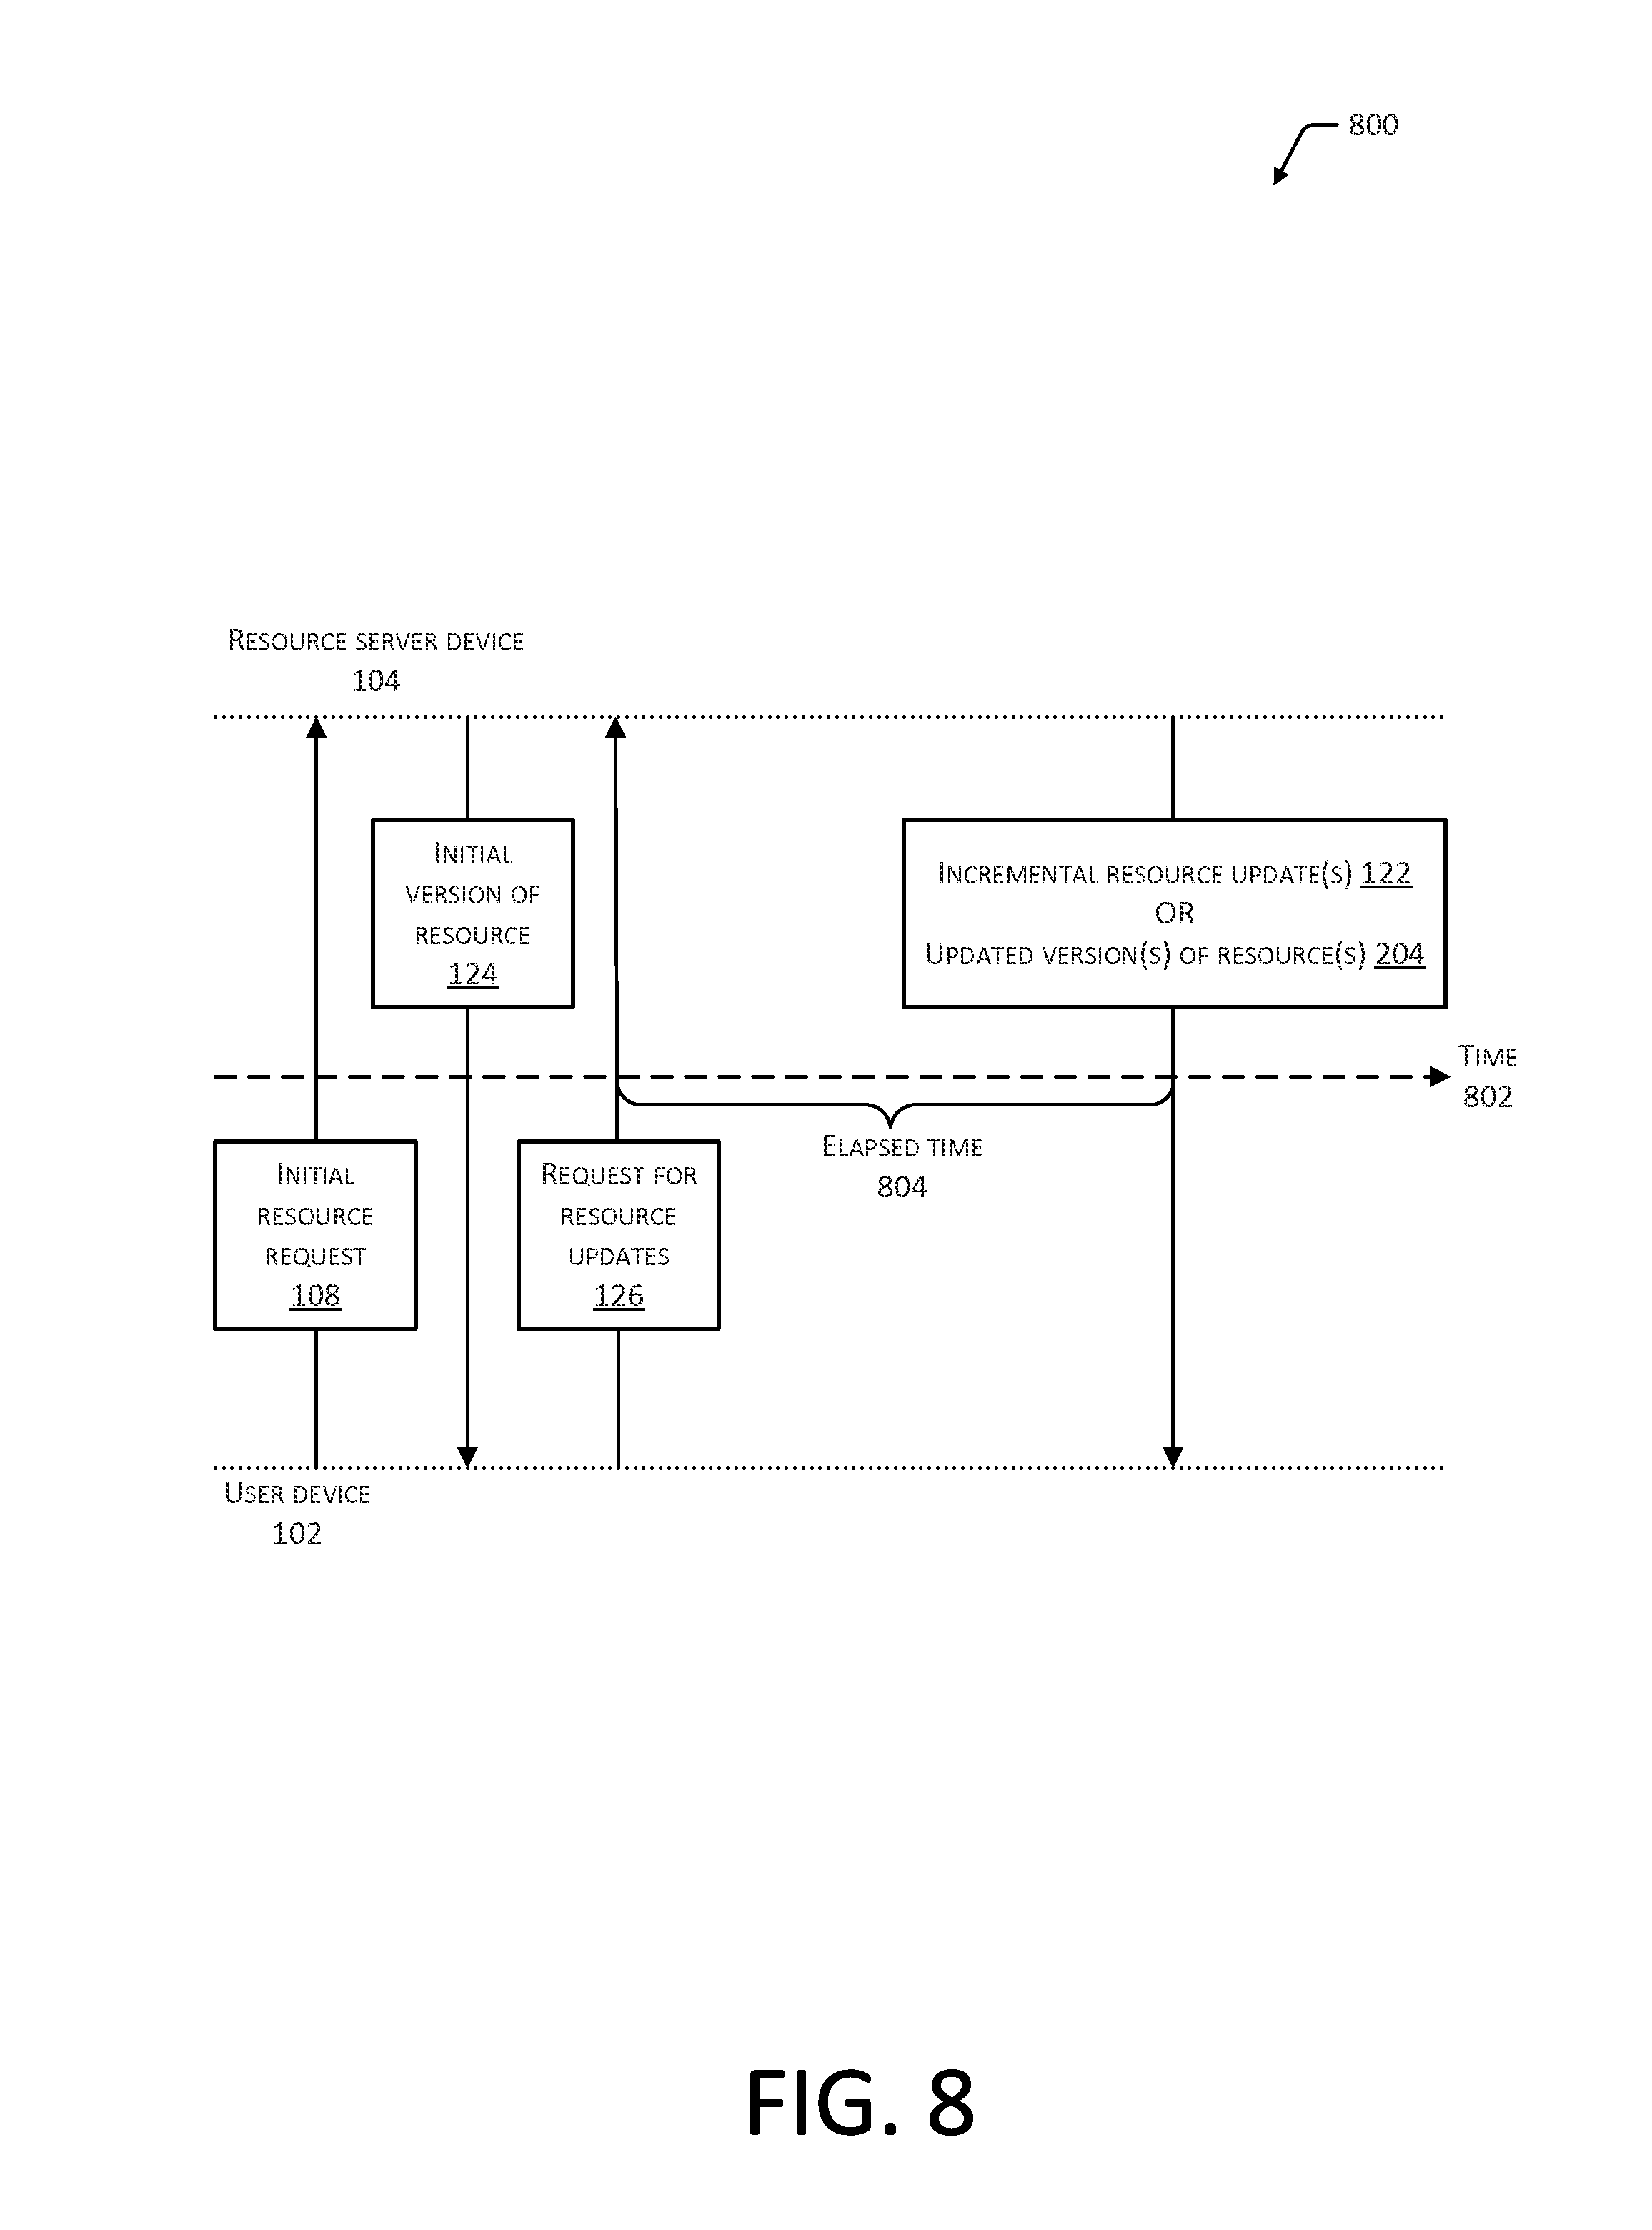 800
Resource server device
104
Initial
version of
resource
124
Incremental resource update(s) 122
OR
Updated version(s) of resource(s) 204
Time
802
Elapsed time
804
Initial
resource
request
108
Request for
resource
updates
126
User device
102
FIG. 8